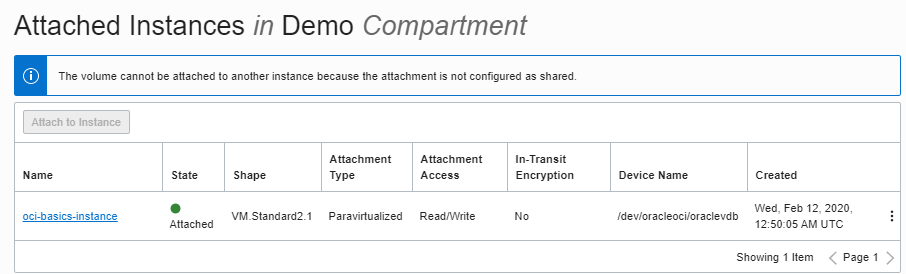 Attached Instances in Demo Compartment
The volume cannot be attached to another instance because the attachment is not configured as shared.
Attach to Instance
Name State Shape Attachment Type Attachment Access In-Transit Encryption Device Name Created
oci-basics-instance Attached VM.Standard2.1 Paravirtualized Read/Write No /dev/oracleoci/oraclevdb Wed, Feb 12, 2020, 12:50:05 AM UTC
Showing 1 Item Page 1